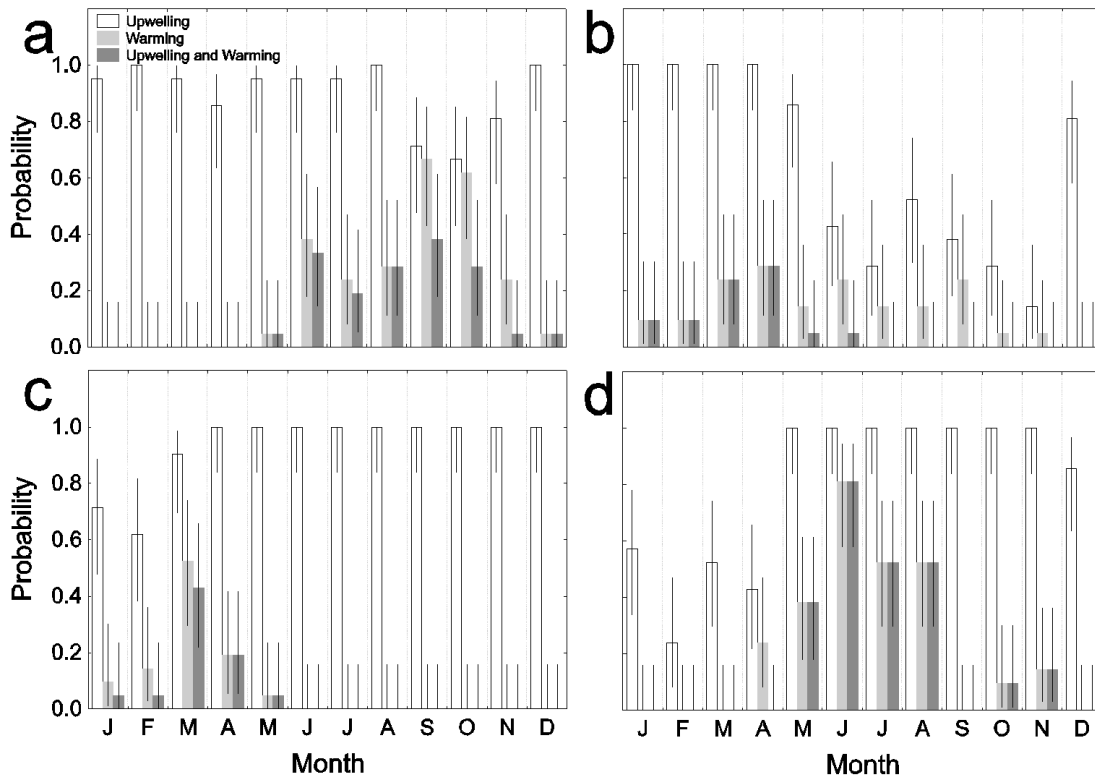 a
Upwelling
Warming
Upwelling and Warming
b
1.0
0.8
0.6
0.4
0.2
0.0
Probability
c
d
1.0
0.8
0.6
0.4
0.2
0.0
Probability
J F M A M J J A S O N D
J F M A M J J A S O N D
Month
Month